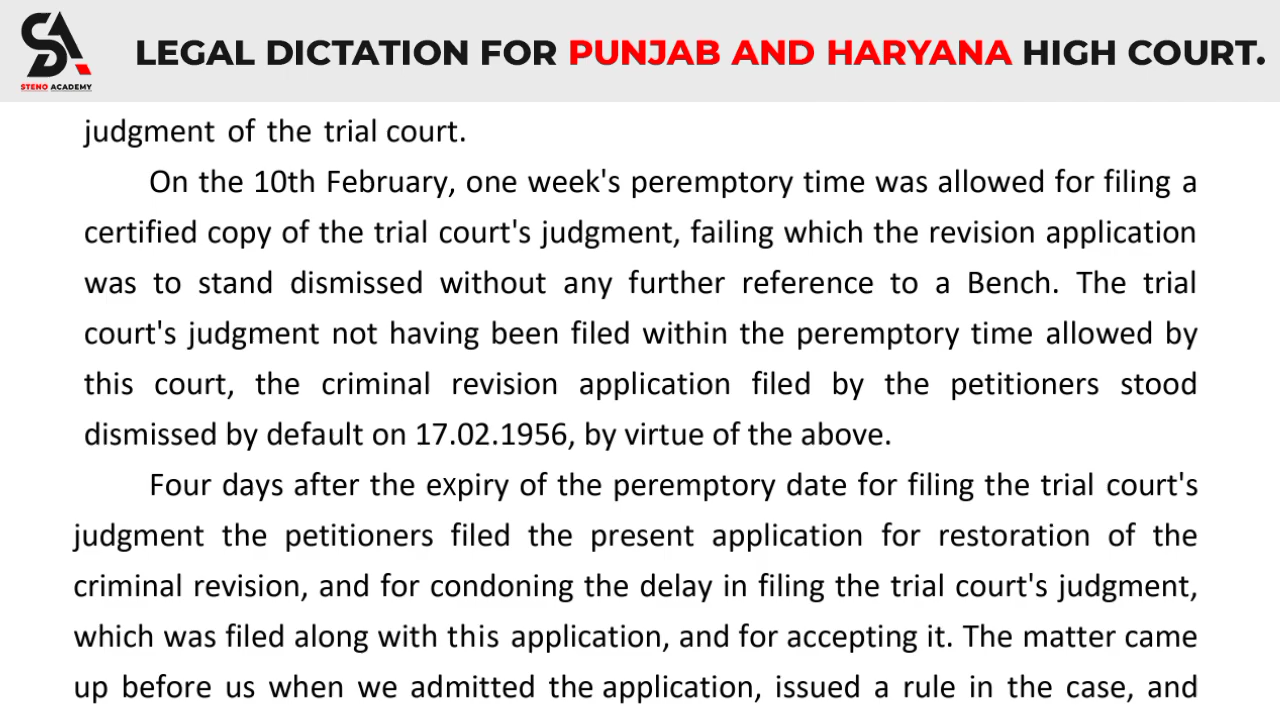 LEGAL DICTATION FOR PUNJAB AND HARYANA HIGH COURT.
STENO ACADEMY
judgment of the trial court.
On the 10th February, one week's peremptory time was allowed for filing a
certified copy of the trial court's judgment, failing which the revision application
was to stand dismissed without any further reference to a Bench. The trial
court's judgment not having been filed within the peremptory time allowed by
this court, the criminal revision application filed by the petitioners stood
dismissed by default on 17.02.1956, by virtue of the above.
Four days after the expiry of the peremptory date for filing the trial court's
judgment the petitioners filed the present application for restoration of the
criminal revision, and for condoning the delay in filing the trial court's judgment,
which was filed along with this application, and for accepting it. The matter came
up before us when we admitted the application, issued a rule in the case, and